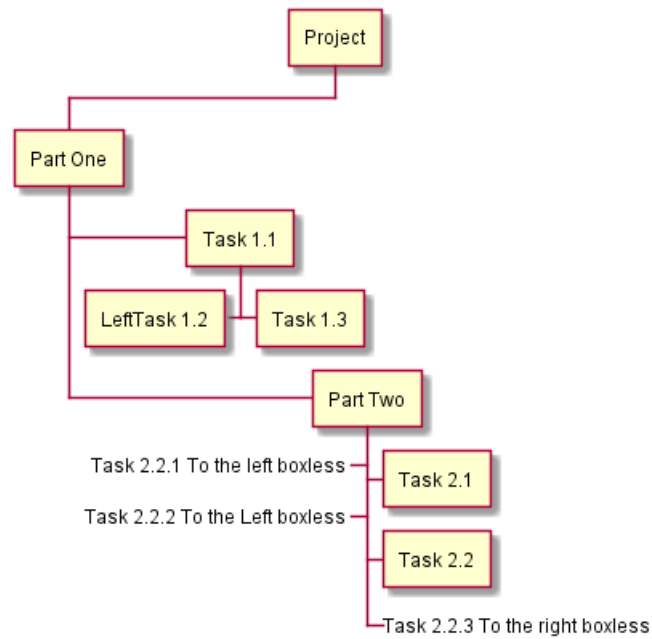 Project
Part One
Task 1.1
LeftTask 1.2
Task 1.3
Part Two
Task 2.2.1 To the left boxless
Task 2.1
Task 2.2.2 To the Left boxless
Task 2.2
Task 2.2.3 To the right boxless